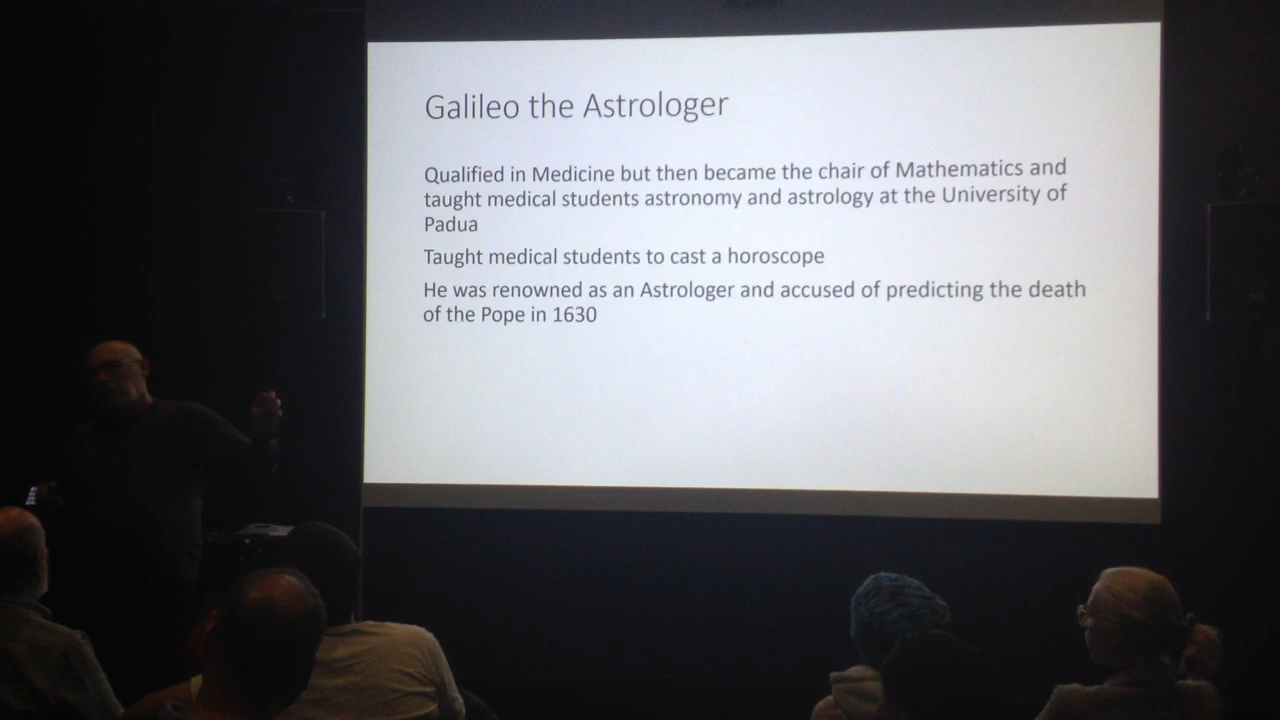 Galileo the Astrologer
Qualified in Medicine but then became the chair of Mathematics and
taught medical students astronomy and astrology at the University of
Padua
Taught medical students to cast a horoscope
He was renowned as an Astrologer and accused of predicting the death
of the Pope in 1630